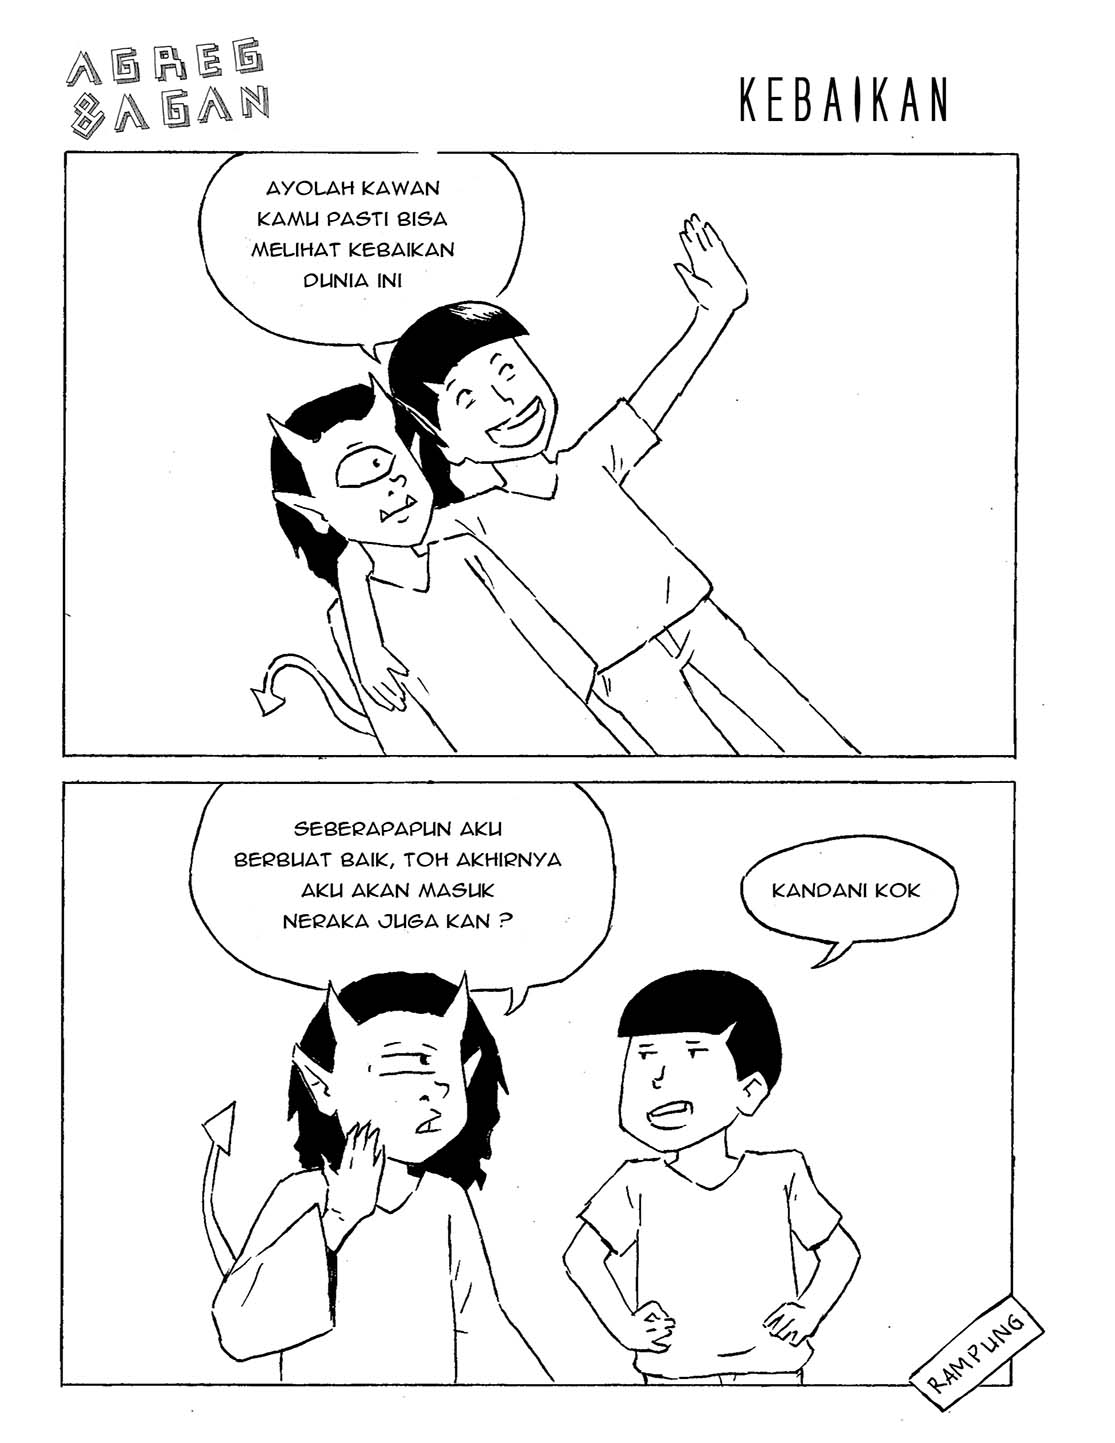 AGREG
& AGAN
KEBAIKAN
AYOLAH KAWAN
KAMU PASTI BISA
MELIHAT KEBAIKAN
DUNIA INI
SEBERAPAPUN AKU
BERBUAT BAIK, TOH AKHIRNYA
AKU AKAN MASUK
NERAKA JUGA KAN ?
KANDANI KOK
RAMPUNG